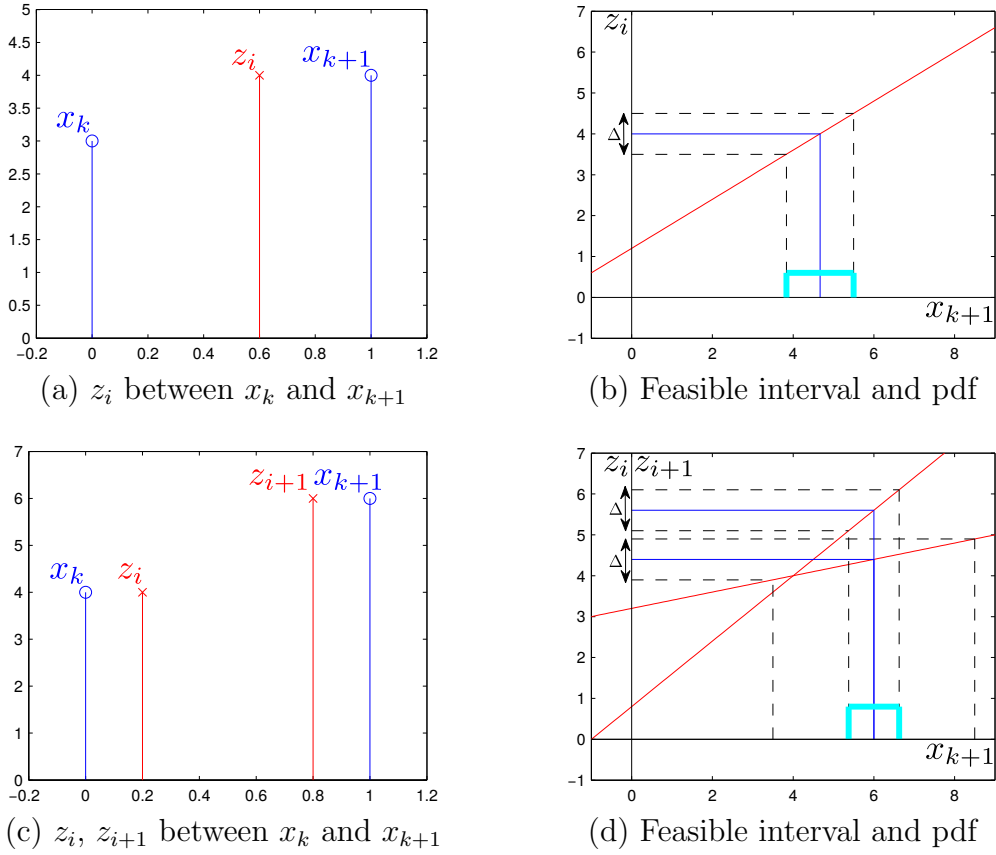 5
4.5
4
3.5
3
2.5
2
1.5
1
0.5
0
−0.2 0 0.2 0.4 0.6 0.8 1 1.2
x_k
z_i
x_{k+1}
(a) z_i between x_k and x_{k+1}
7
6
5
4
3
2
1
0
−1
0 2 4 6 8
z_i
Δ
x_{k+1}
(b) Feasible interval and pdf
7
6
5
4
3
2
1
0
−0.2 0 0.2 0.4 0.6 0.8 1 1.2
x_k
z_i
z_{i+1}
x_{k+1}
(c) z_i, z_{i+1} between x_k and x_{k+1}
7
6
5
4
3
2
1
0
−1
0 2 4 6 8
z_i z_{i+1}
Δ
Δ
x_{k+1}
(d) Feasible interval and pdf